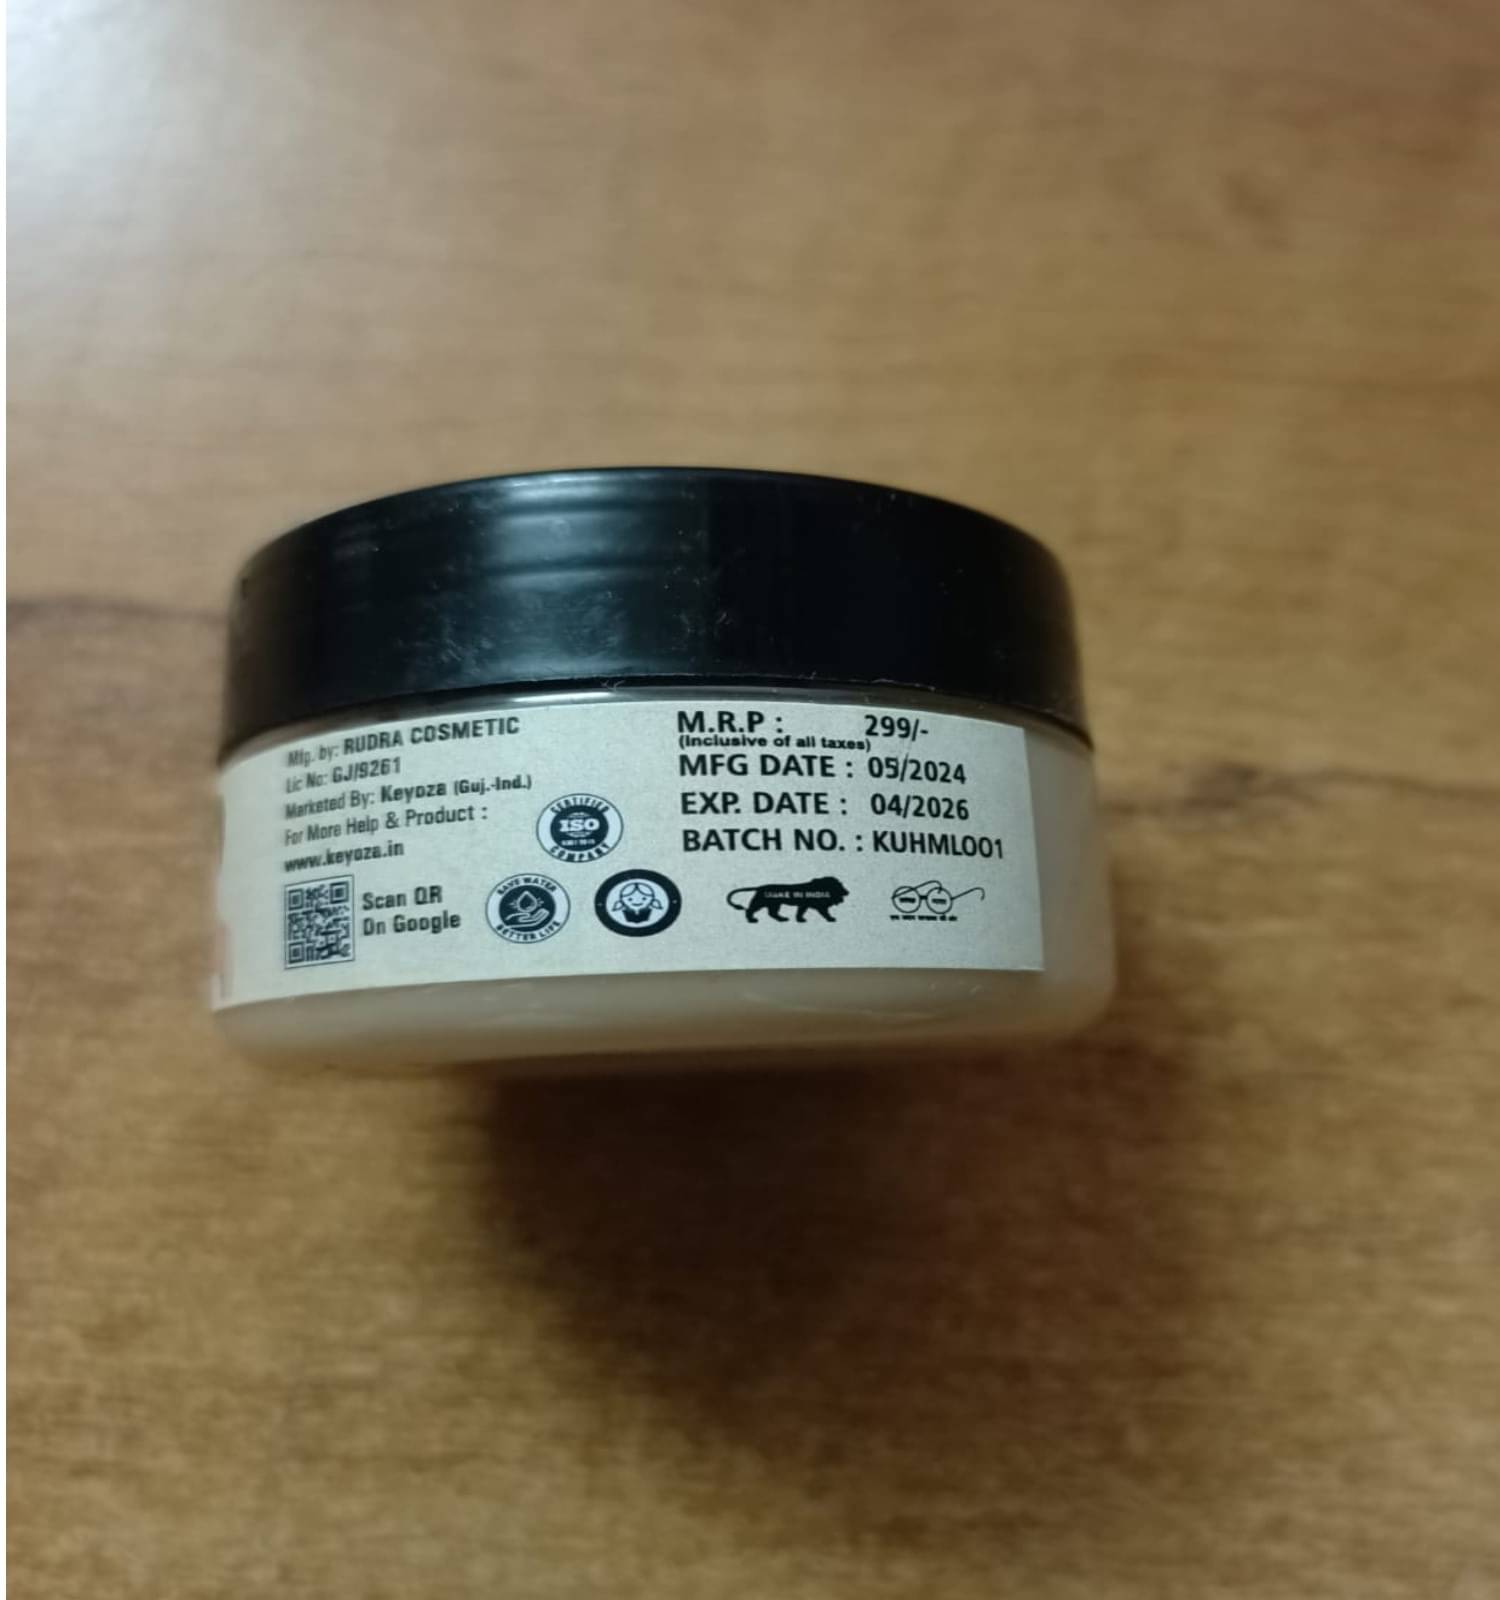 Mfg. by: RUDRA COSMETIC
Lic No: GJ/9261
Marketed By: Keyoza (Guj.-Ind.)
For More Help & Product :
www.keyoza.in
Scan QR
On Google
CERTIFIED
ISO
COMPANY
SAVE WATER
BETTER LIFE
M.R.P : 299/-
(Inclusive of all taxes)
MFG DATE : 05/2024
EXP. DATE : 04/2026
BATCH NO. : KUHML001
MAKE IN INDIA